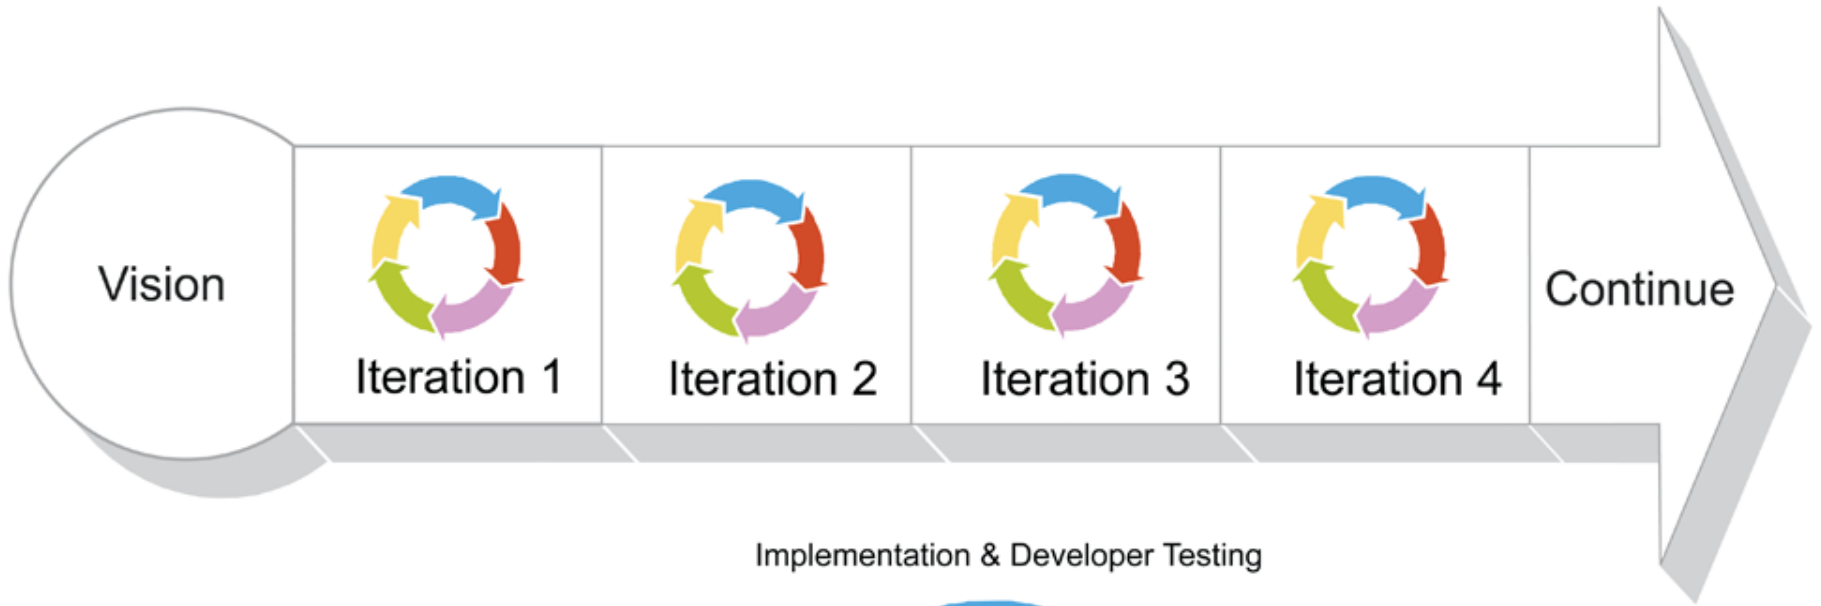 Vision
Iteration 1
Iteration 2
Iteration 3
Iteration 4
Continue
Implementation & Developer Testing